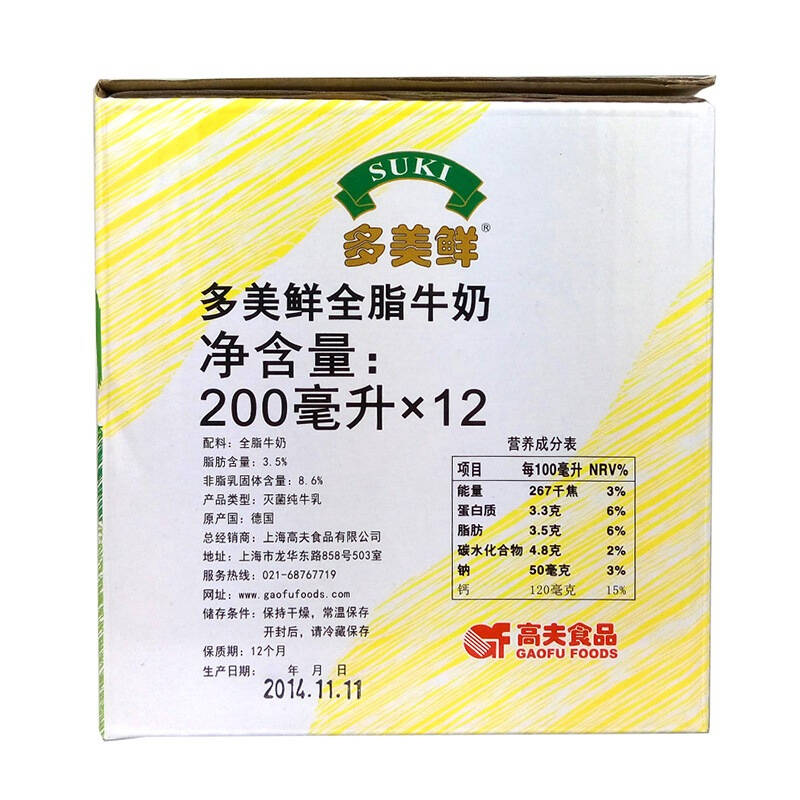 SUKI
多美鲜®
多美鲜全脂牛奶
净含量：
200毫升×12
配料：全脂牛奶
脂肪含量：3.5%
非脂乳固体含量：8.6%
产品类型：灭菌纯牛乳
原产国：德国
总经销商：上海高夫食品有限公司
地址：上海市龙华东路858号503室
服务热线：021-68767719
网址：www.gaofufoods.com
储存条件：保持干燥，常温保存
开封后，请冷藏保存
保质期：12个月
生产日期： 年 月 日
2014.11.11
营养成分表
项目 每100毫升 NRV%
能量 267千焦 3%
蛋白质 3.3克 6%
脂肪 3.5克 6%
碳水化合物 4.8克 2%
钠 50毫克 3%
钙 120毫克 15%
高夫食品
GAOFU FOODS